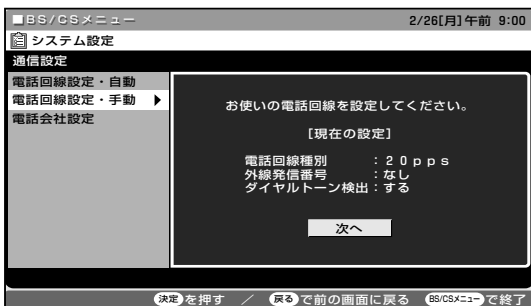 ■BS/CSメニュー 2/26[月]午前 9:00
システム設定
通信設定
電話回線設定・自動
電話回線設定・手動 ▶
電話会社設定
お使いの電話回線を設定してください。
[現在の設定]
電話回線種別 :20pps
外線発信番号 :なし
ダイヤルトーン検出:する
次へ
決定を押す / 戻るで前の画面に戻る BS/CSメニューで終了